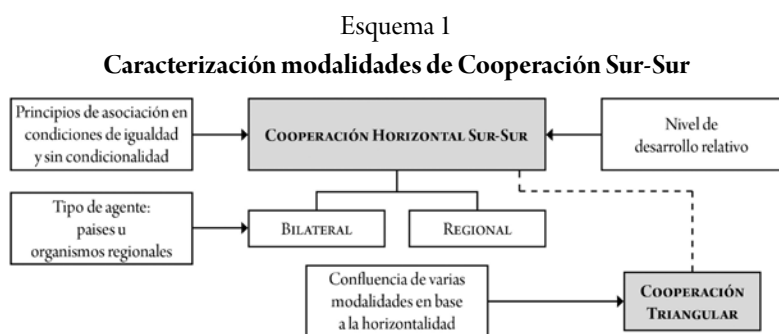 Esquema 1
Caracterización modalidades de Cooperación Sur-Sur
Principios de asociación en
condiciones de igualdad
y sin condicionalidad
COOPERACIÓN HORIZONTAL SUR-SUR
Nivel de
desarrollo relativo
Tipo de agente:
paises u
organismos regionales
BILATERAL
REGIONAL
Confluencia de varias
modalidades en base
a la horizontalidad
COOPERACIÓN
TRIANGULAR